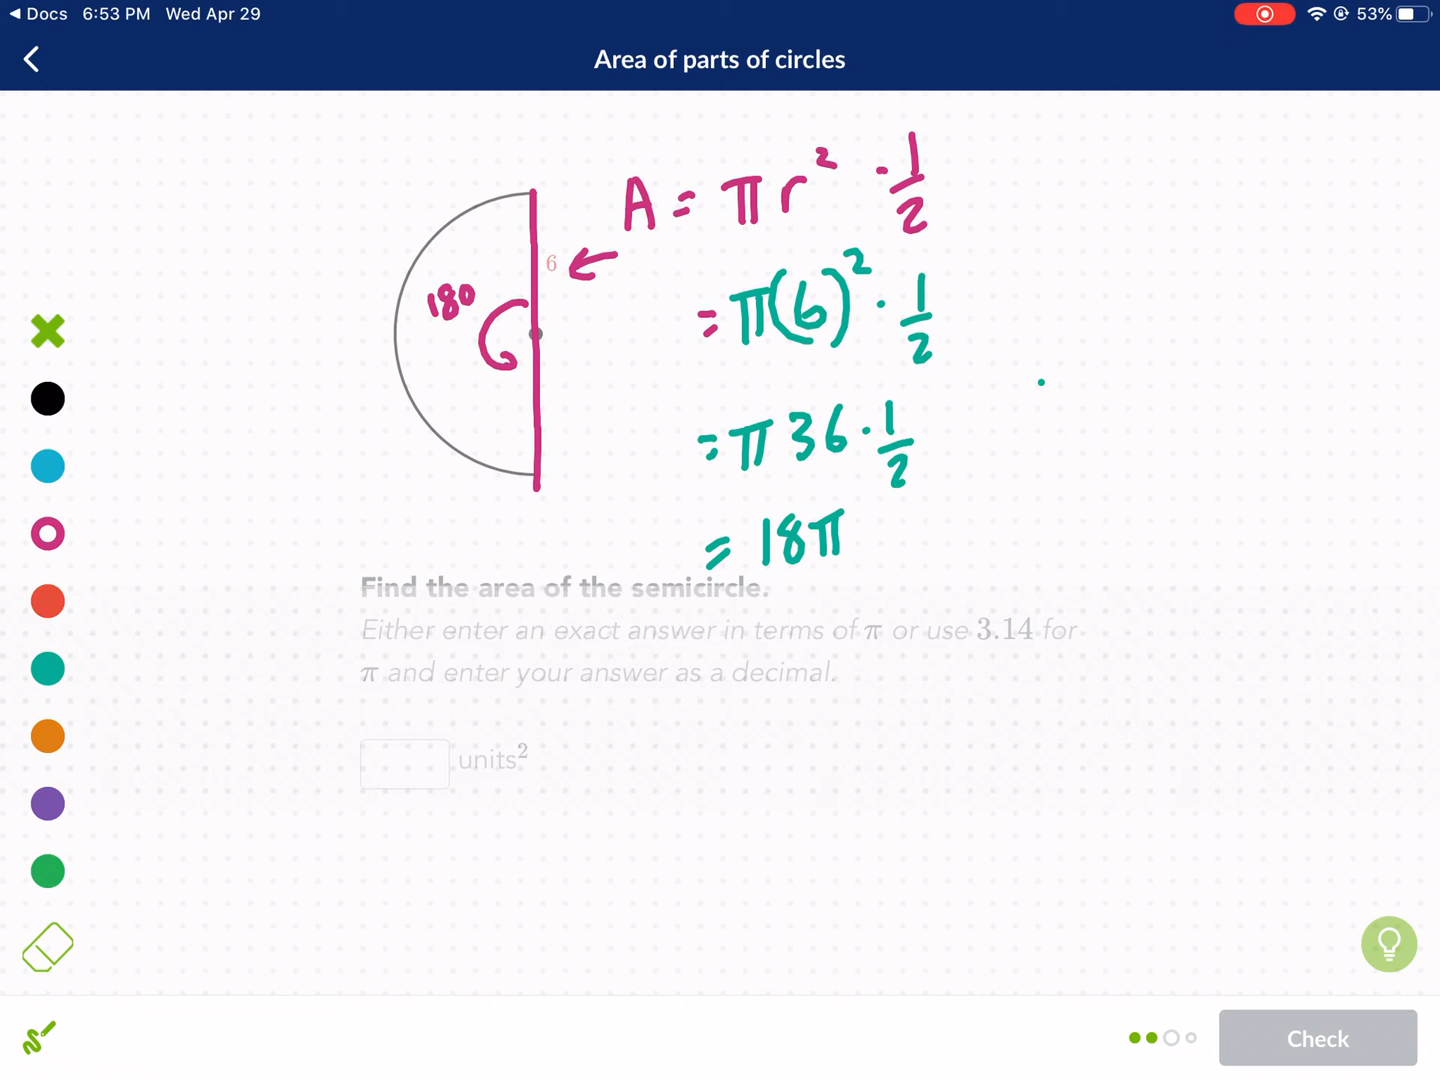 Docs 6:53 PM Wed Apr 29 53%
Area of parts of circles
A = π r² · 1/2
6
180
= π(6)² · 1/2
= π 36 · 1/2
= 18π
Find the area of the semicircle.
Either enter an exact answer in terms of π or use 3.14 for
π and enter your answer as a decimal.
units²
Check